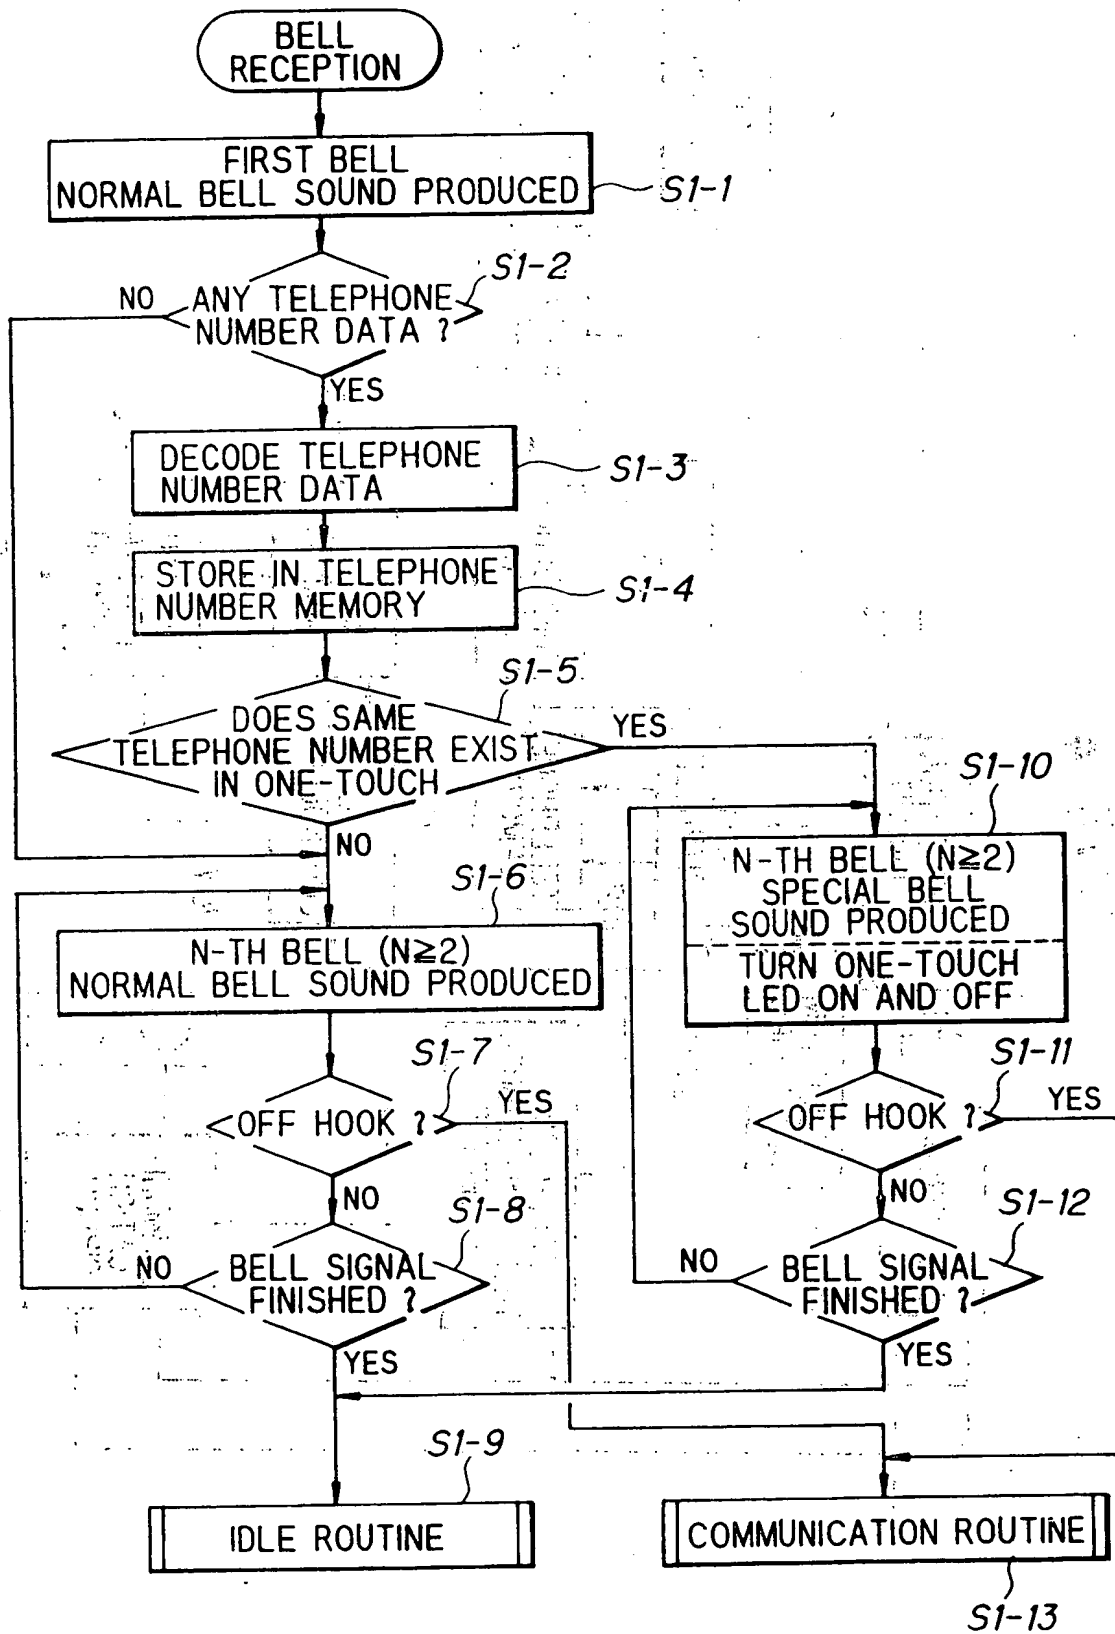 BELL
RECEPTION
FIRST BELL
NORMAL BELL SOUND PRODUCED
S1-1
S1-2
NO
ANY TELEPHONE
NUMBER DATA ?
YES
DECODE TELEPHONE
NUMBER DATA
S1-3
STORE IN TELEPHONE
NUMBER MEMORY
S1-4
S1-5
DOES SAME
TELEPHONE NUMBER EXIST
IN ONE-TOUCH
YES
NO
S1-6
N-TH BELL (N≧2)
NORMAL BELL SOUND PRODUCED
S1-7
OFF HOOK ?
YES
NO
S1-8
NO
BELL SIGNAL
FINISHED ?
YES
S1-9
IDLE ROUTINE
S1-10
N-TH BELL (N≧2)
SPECIAL BELL
SOUND PRODUCED
TURN ONE-TOUCH
LED ON AND OFF
S1-11
OFF HOOK ?
YES
NO
S1-12
NO
BELL SIGNAL
FINISHED ?
YES
COMMUNICATION ROUTINE
S1-13